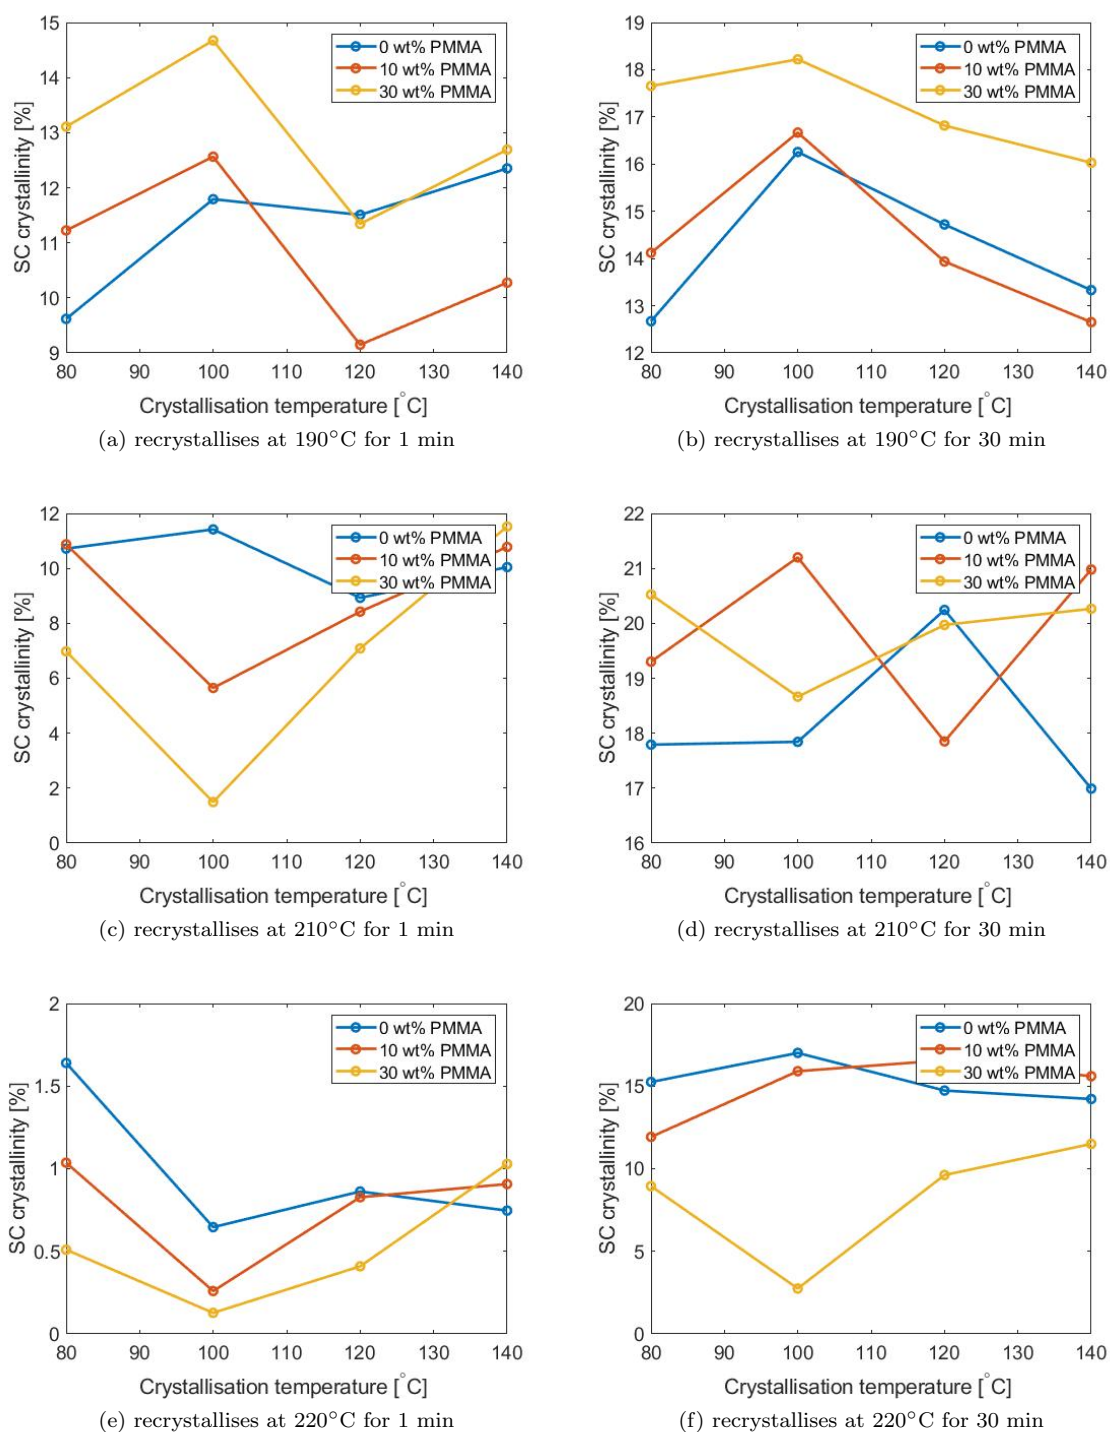 15
14
13
12
11
10
9
SC crystallinity [%]
0 wt% PMMA
10 wt% PMMA
30 wt% PMMA
80 90 100 110 120 130 140
Crystallisation temperature [°C]
(a) recrystallises at 190°C for 1 min
19
18
17
16
15
14
13
12
SC crystallinity [%]
0 wt% PMMA
10 wt% PMMA
30 wt% PMMA
80 90 100 110 120 130 140
Crystallisation temperature [°C]
(b) recrystallises at 190°C for 30 min
12
10
8
6
4
2
0
SC crystallinity [%]
0 wt% PMMA
10 wt% PMMA
30 wt% PMMA
80 90 100 110 120 130 140
Crystallisation temperature [°C]
(c) recrystallises at 210°C for 1 min
22
21
20
19
18
17
16
SC crystallinity [%]
0 wt% PMMA
10 wt% PMMA
30 wt% PMMA
80 90 100 110 120 130 140
Crystallisation temperature [°C]
(d) recrystallises at 210°C for 30 min
2
1.5
1
0.5
0
SC crystallinity [%]
0 wt% PMMA
10 wt% PMMA
30 wt% PMMA
80 90 100 110 120 130 140
Crystallisation temperature [°C]
(e) recrystallises at 220°C for 1 min
20
15
10
5
0
SC crystallinity [%]
0 wt% PMMA
10 wt% PMMA
30 wt% PMMA
80 90 100 110 120 130 140
Crystallisation temperature [°C]
(f) recrystallises at 220°C for 30 min